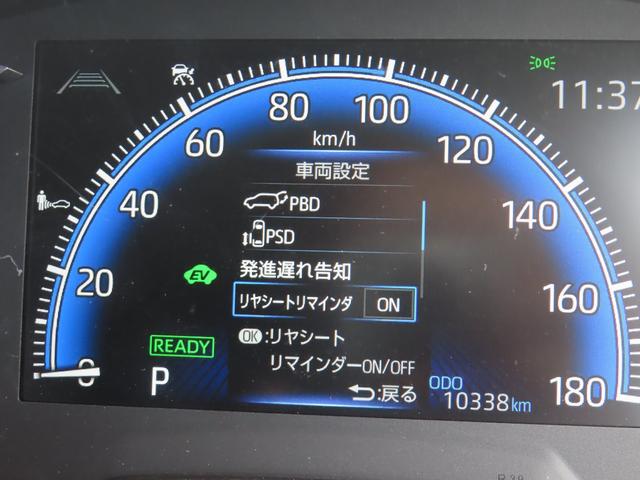 80
100
60
120
40
140
20
160
0
180
km/h
11:37
車両設定
PBD
PSD
発進遅れ告知
リヤシートリマインダ ON
OK:リヤシート
リマインダーON/OFF
:戻る
EV
READY
P
ODO
10338km